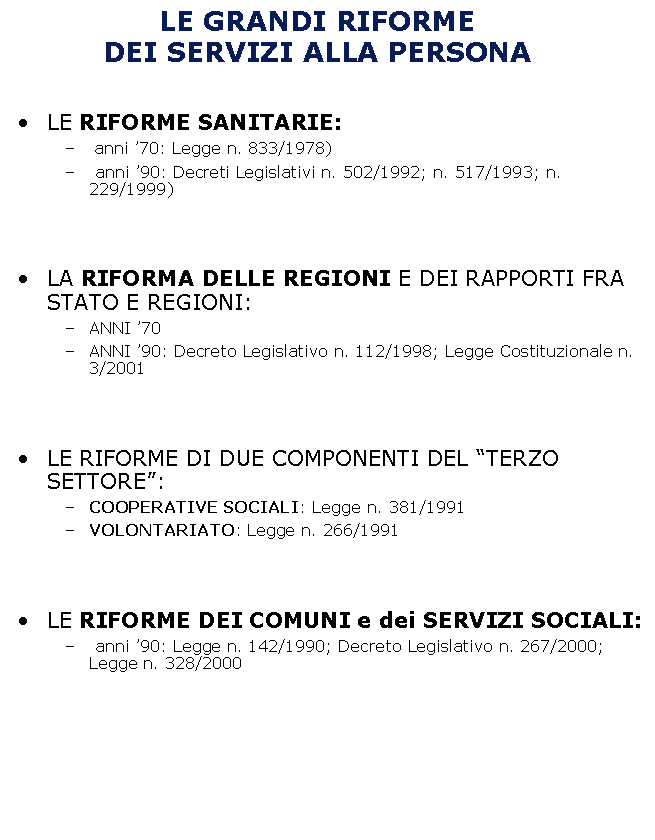 LE GRANDI RIFORME
DEI SERVIZI ALLA PERSONA
• LE RIFORME SANITARIE:
– anni ’70: Legge n. 833/1978)
– anni ’90: Decreti Legislativi n. 502/1992; n. 517/1993; n.
229/1999)
• LA RIFORMA DELLE REGIONI E DEI RAPPORTI FRA
STATO E REGIONI:
– ANNI ’70
– ANNI ’90: Decreto Legislativo n. 112/1998; Legge Costituzionale n.
3/2001
• LE RIFORME DI DUE COMPONENTI DEL “TERZO
SETTORE”:
– COOPERATIVE SOCIALI: Legge n. 381/1991
– VOLONTARIATO: Legge n. 266/1991
• LE RIFORME DEI COMUNI e dei SERVIZI SOCIALI:
– anni ’90: Legge n. 142/1990; Decreto Legislativo n. 267/2000;
Legge n. 328/2000